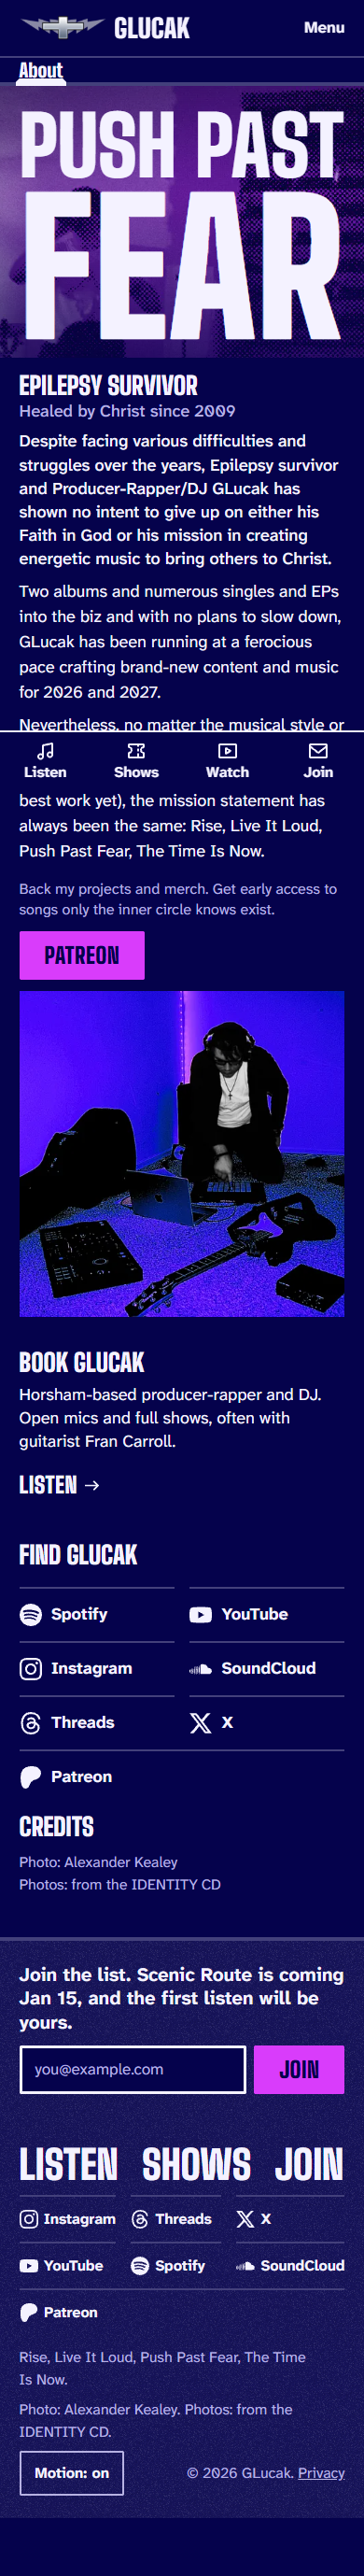 GLUCAK
Menu
About
PUSH PAST
FEAR
EPILEPSY SURVIVOR
Healed by Christ since 2009
Despite facing various difficulties and
struggles over the years, Epilepsy survivor
and Producer-Rapper/DJ GLucak has
shown no intent to give up on either his
Faith in God or his mission in creating
energetic music to bring others to Christ.
Two albums and numerous singles and EPs
into the biz and with no plans to slow down,
GLucak has been running at a ferocious
pace crafting brand-new content and music
for 2026 and 2027.
Nevertheless, no matter the musical style or
Listen
Shows
Watch
Join
best work yet), the mission statement has
always been the same: Rise, Live It Loud,
Push Past Fear, The Time Is Now.
Back my projects and merch. Get early access to
songs only the inner circle knows exist.
PATREON
BOOK GLUCAK
Horsham-based producer-rapper and DJ.
Open mics and full shows, often with
guitarist Fran Carroll.
LISTEN →
FIND GLUCAK
Spotify
YouTube
Instagram
SoundCloud
Threads
X
Patreon
CREDITS
Photo: Alexander Kealey
Photos: from the IDENTITY CD
Join the list. Scenic Route is coming
Jan 15, and the first listen will be
yours.
you@example.com
JOIN
LISTEN
SHOWS
JOIN
Instagram
Threads
X
YouTube
Spotify
SoundCloud
Patreon
Rise, Live It Loud, Push Past Fear, The Time
Is Now.
Photo: Alexander Kealey. Photos: from the
IDENTITY CD.
Motion: on
© 2026 GLucak. Privacy